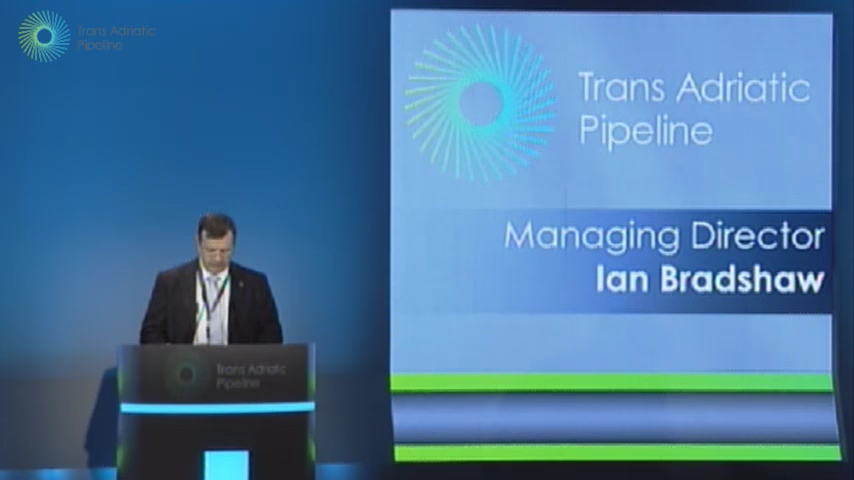 Trans Adriatic
Pipeline
Trans Adriatic
Pipeline
Managing Director
Ian Bradshaw
Trans Adriatic
Pipeline